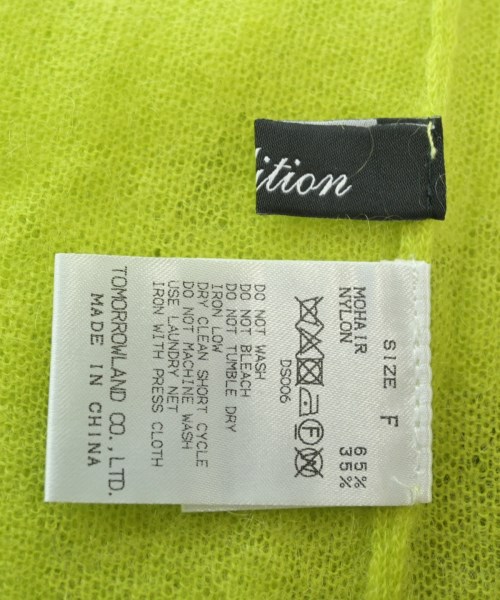 ition
SIZE F
MOHAIR 65%
NYLON 35%
DS006
DO NOT WASH
DO NOT BLEACH
DO NOT TUMBLE DRY
IRON LOW
DRY CLEAN SHORT CYCLE
DO NOT MACHINE WASH
USE LAUNDRY NET
IRON WITH PRESS CLOTH
TOMORROWLAND CO.,LTD.
MADE IN CHINA